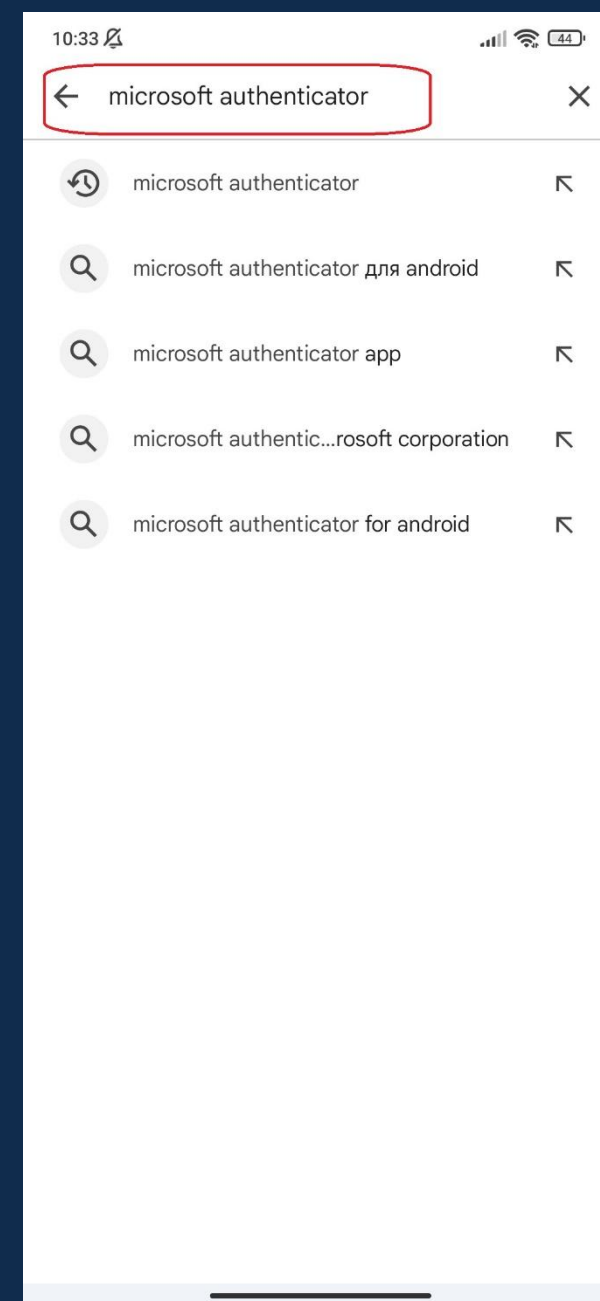 10:33
44
microsoft authenticator
microsoft authenticator
microsoft authenticator для android
microsoft authenticator app
microsoft authentic...rosoft corporation
microsoft authenticator for android